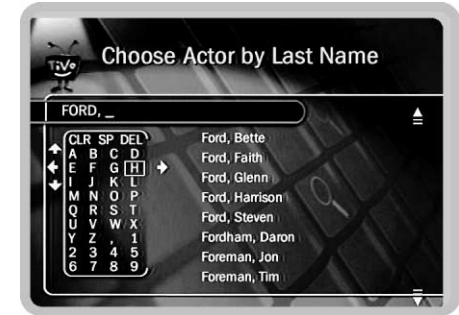 TiVo
Choose Actor by Last Name
FORD, _
CLR SP DEL
A B C D
E F G H
I J K L
M N O P
Q R S T
U V W X
Y Z , 1
2 3 4 5
6 7 8 9
Ford, Bette
Ford, Faith
Ford, Glenn
Ford, Harrison
Ford, Steven
Fordham, Daron
Foreman, Jon
Foreman, Tim